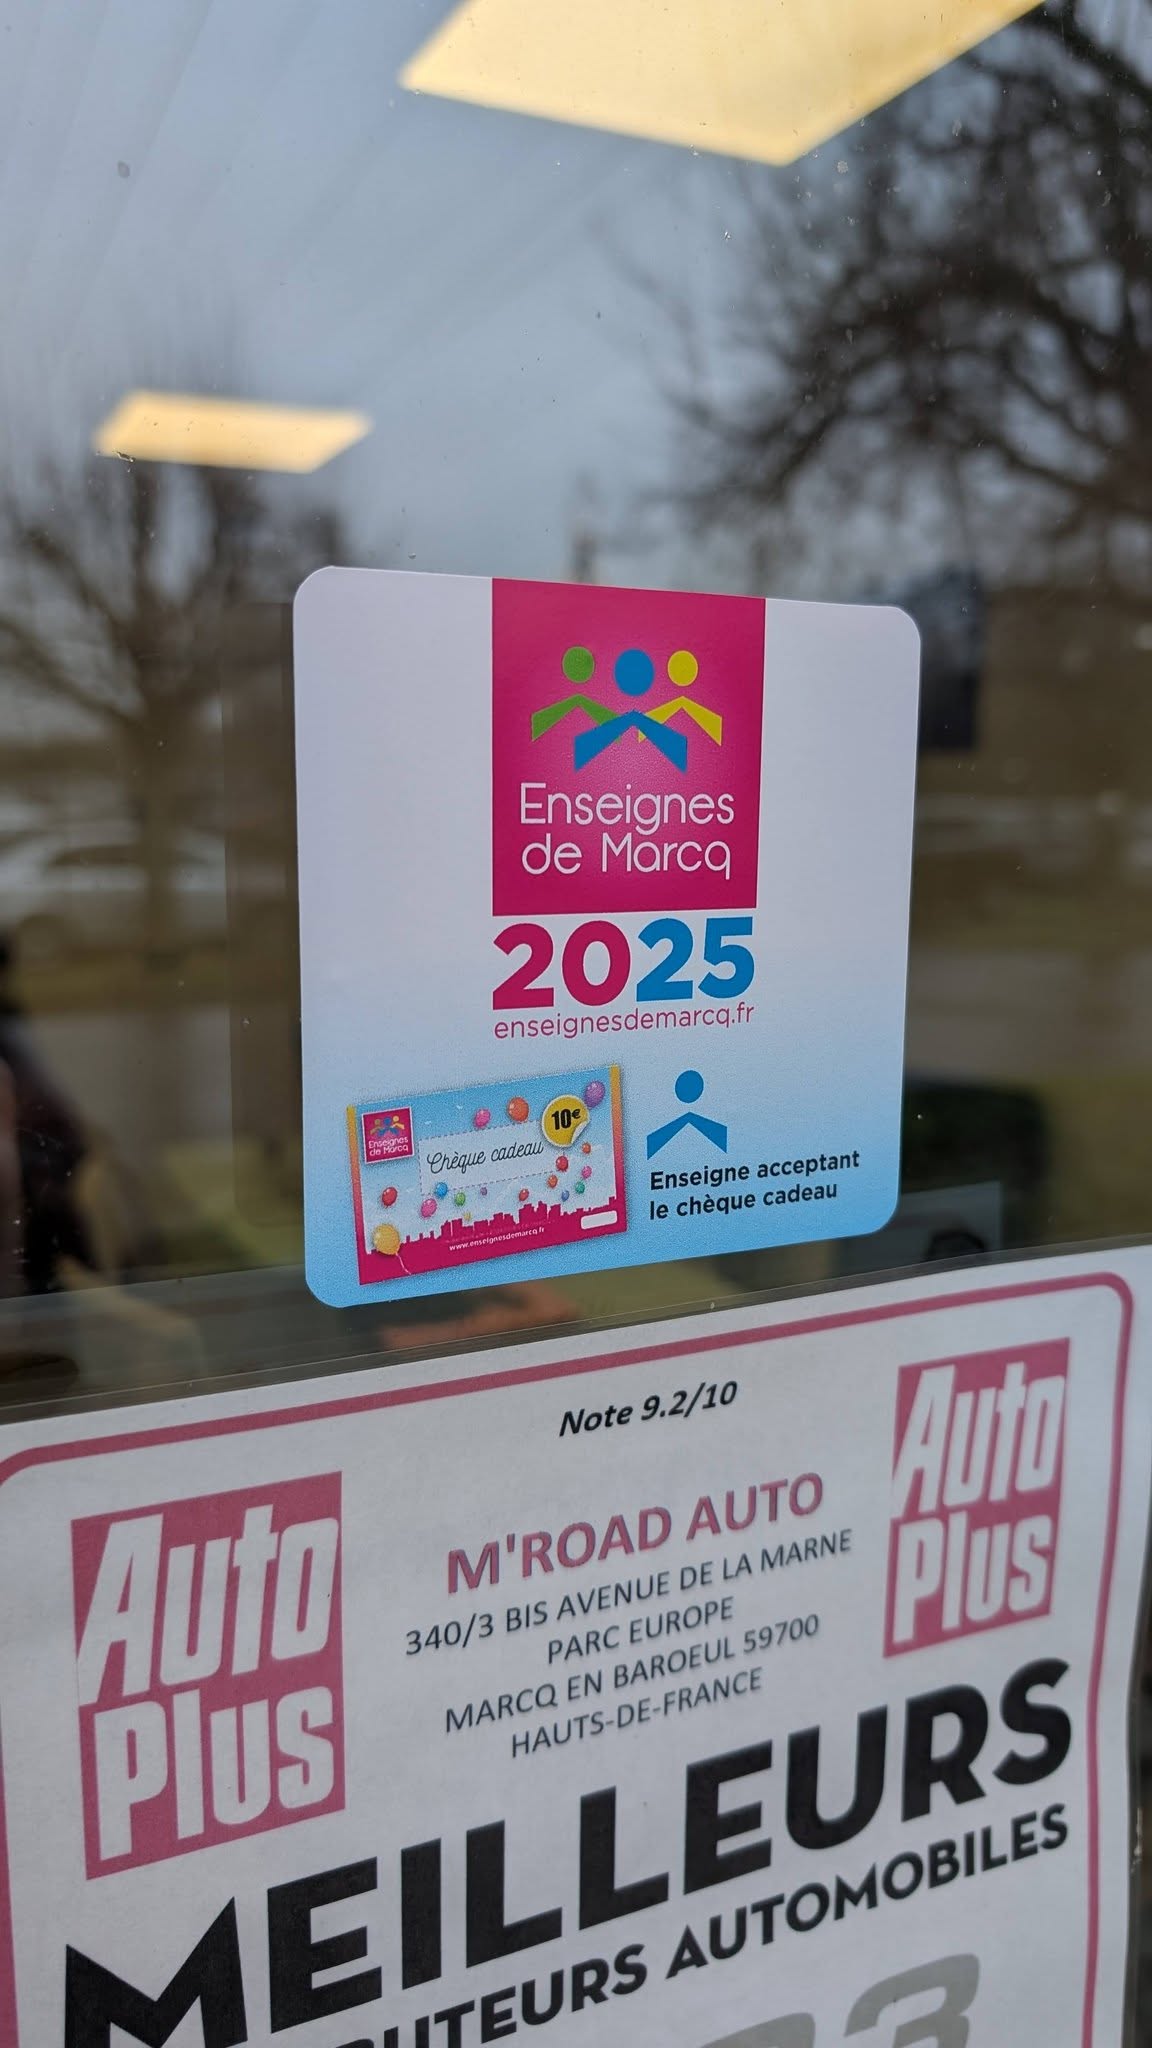 Enseignes
de Marcq
2025
enseignesdemarcq.fr
Enseignes
de Marcq
Chèque cadeau
10€
www.enseignesdemarcq.fr
Enseigne acceptant
le chèque cadeau
Note 9.2/10
Auto
Plus
Auto
Plus
M'ROAD AUTO
340/3 BIS AVENUE DE LA MARNE
PARC EUROPE
MARCQ EN BAROEUL 59700
HAUTS-DE-FRANCE
MEILLEURS
AUTOMOBILES